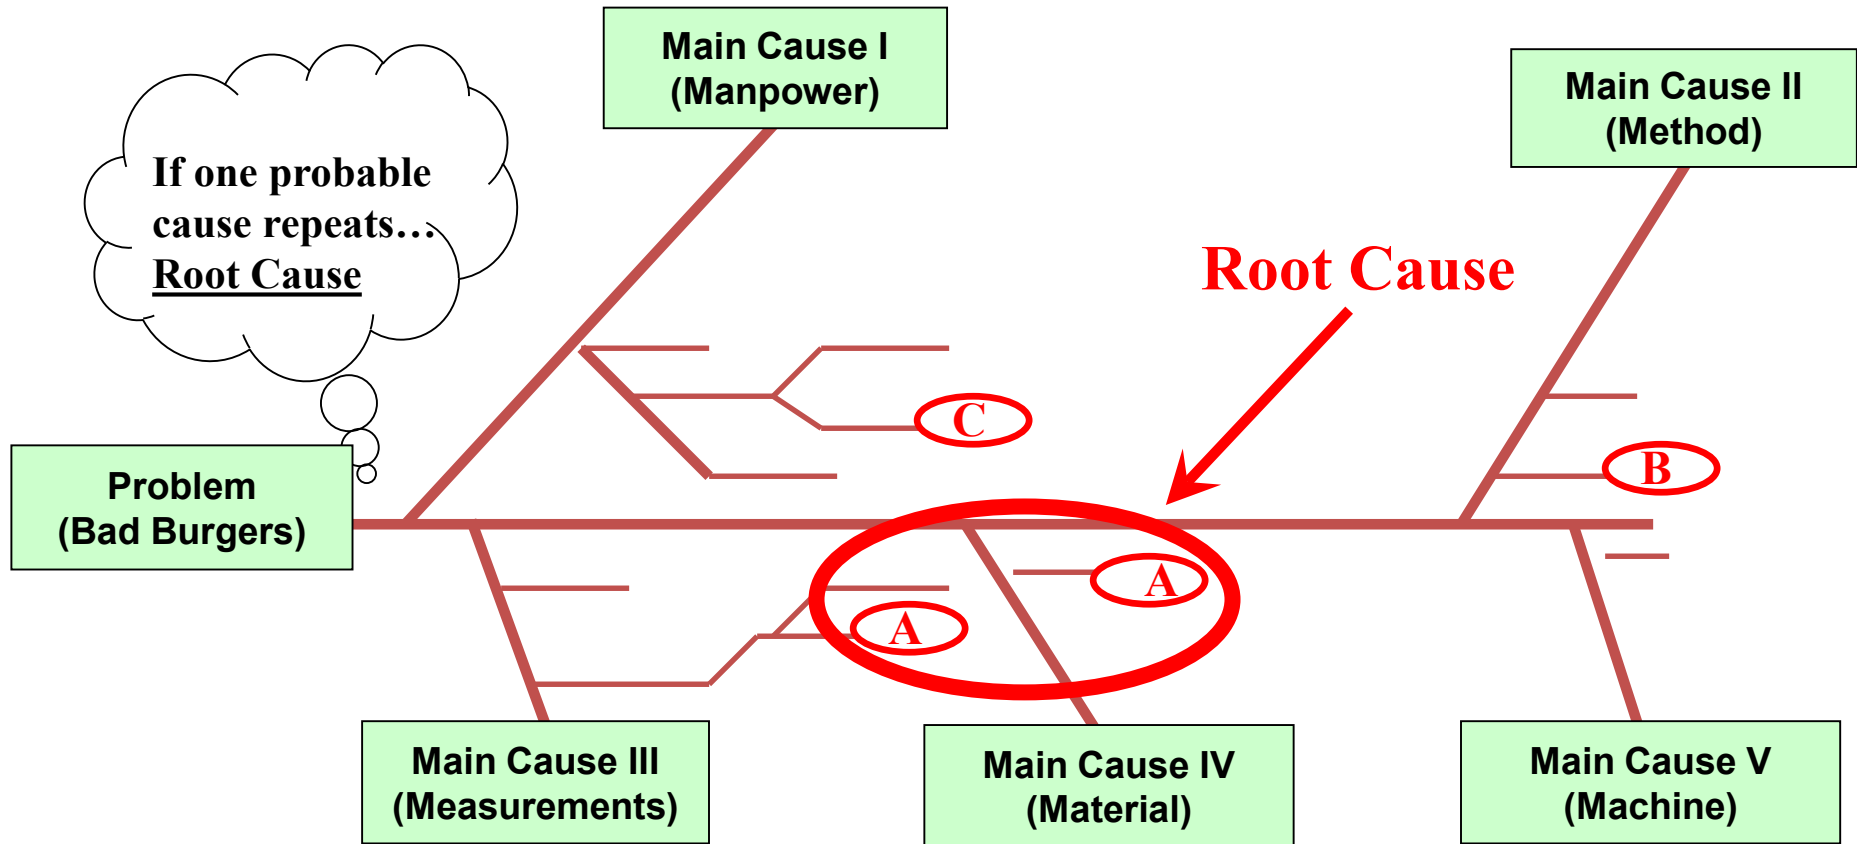 Main Cause I
(Manpower)
Main Cause II
(Method)
If one probable
cause repeats…
Root Cause
Root Cause
C
B
Problem
(Bad Burgers)
A
A
Main Cause III
(Measurements)
Main Cause IV
(Material)
Main Cause V
(Machine)